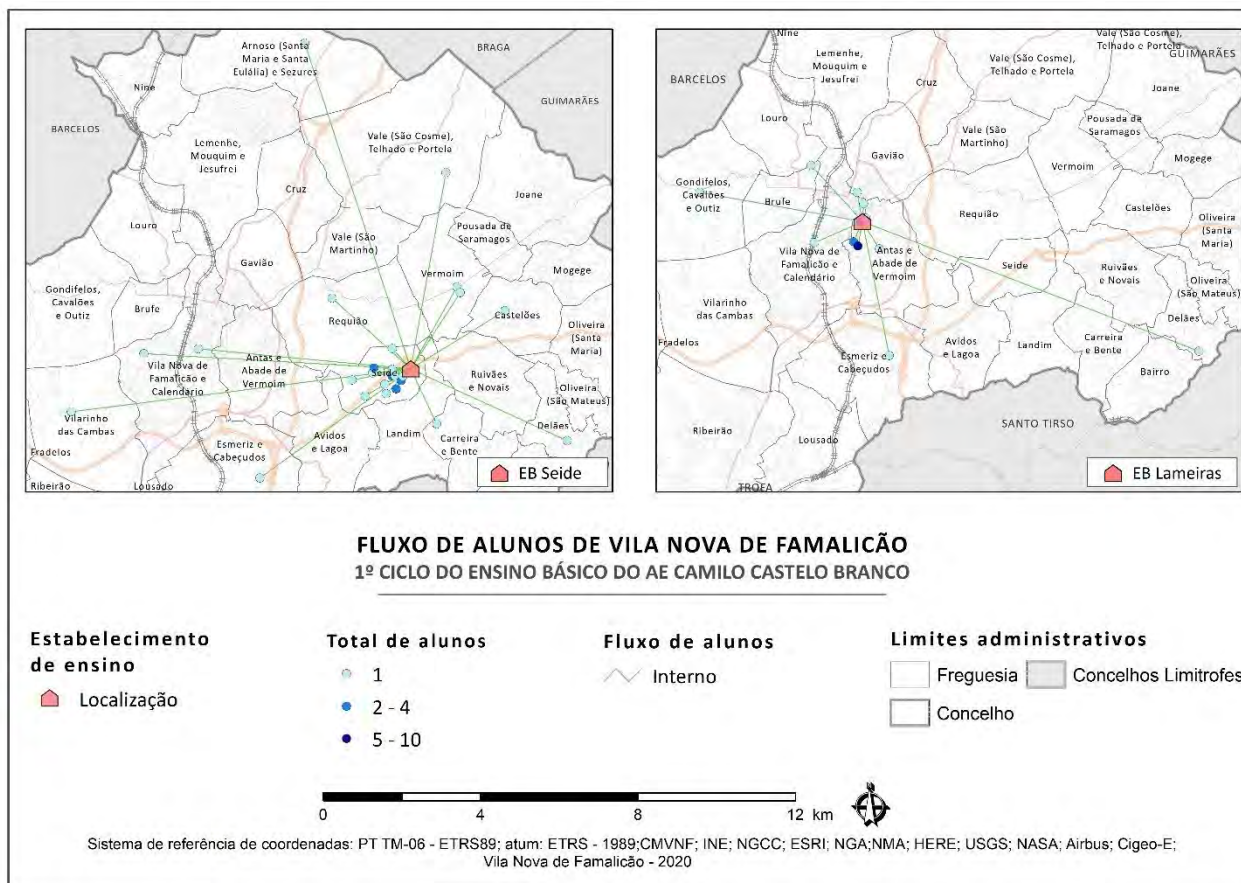 Arnoso (Santa
Maria e Santa
Eulália) e Sezures
BRAGA
Nine
GUIMARÃES
BARCELOS
Vale (São Cosme),
Telhado e Portela
Lemenhe,
Mouquim e
Jesufrei
Cruz
Joane
Louro
Vale (São
Martinho)
Pousada de
Saramagos
Gavião
Vermoim
Mogege
Gondifelos,
Cavalões
e Outiz
Brufe
Requião
Castelões
Oliveira
(Santa
Maria)
Antas e
Abade de
Vermoim
Vila Nova
de
Famalicão e
Calendário
Seide
Ruivães
e Novais
Oliveira
(São Mateus)
Vilarinho
das Cambas
Esmeriz e
Cabeçudos
Avidos
e Lagoa
Landim
Carreira
e Bente
Delães
Fradelos
Ribeirão
Lousado
EB Seide
Nine
Lemenhe,
Mouquim e
Jesufrei
Vale (São Cosme),
Telhado e Portela
GUIMARÃES
BARCELOS
Cruz
Vale (São Cosme),
Telhado e Portela
Joane
Louro
Pousada de
Saramagos
Gavião
Vale (São
Martinho)
Vermoim
Mogege
Gondifelos,
Cavalões
e Outiz
Brufe
Requião
Castelões
Oliveira
(Santa
Maria)
Vila Nova de
Famalicão e
Calendário
Antas e
Abade de
Vermoim
Seide
Ruivães
e Novais
Oliveira
(São Mateus)
Vilarinho
das Cambas
Delães
Fradelos
Esmeriz e
Cabeçudos
Avidos
e Lagoa
Landim
Carreira
e Bente
Bairro
Ribeirão
Lousado
SANTO TIRSO
TROFA
EB Lameiras
FLUXO DE ALUNOS DE VILA NOVA DE FAMALICÃO
1º CICLO DO ENSINO BÁSICO DO AE CAMILO CASTELO BRANCO
Estabelecimento
de ensino
Localização
Total de alunos
1
2 - 4
5 - 10
Fluxo de alunos
Interno
Limites administrativos
Freguesia
Concelhos Limitrofes
Concelho
0 4 8 12 km
Sistema de referência de coordenadas: PT TM-06 - ETRS89; atum: ETRS - 1989;CMVNF; INE; NGCC; ESRI; NGA;NMA; HERE; USGS; NASA; Airbus; Cigeo-E;
Vila Nova de Famalicão - 2020